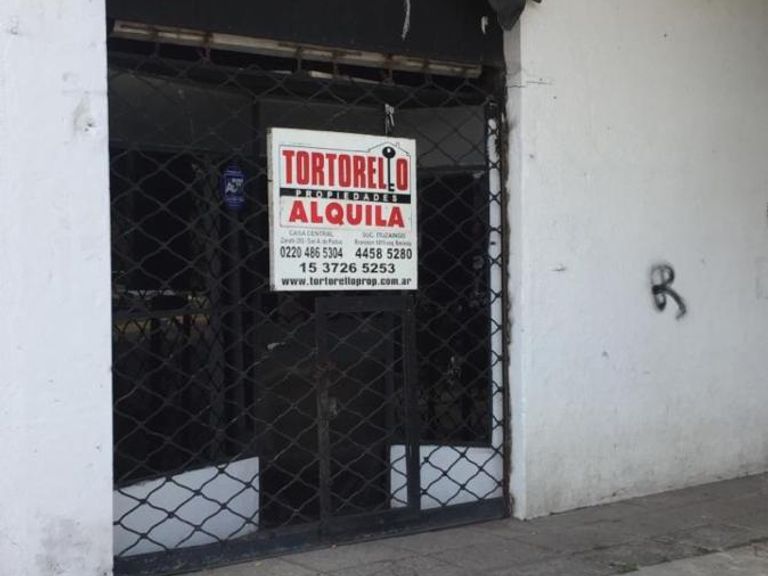 TORTORELLO
PROPIEDADES
ALQUILA
CASA CENTRAL SUC. ITUZAINGO
0220 486 5304 4458 5280
15 3726 5253
www.tortorelloprop.com.ar
R